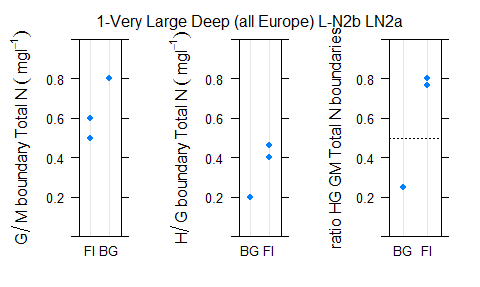 1-Very Large Deep (all Europe) L-N2b LN2a
G/M boundary Total N ( mgl⁻¹)
0.8
0.6
0.4
0.2
FI BG
H/G boundary Total N ( mgl⁻¹)
0.8
0.6
0.4
0.2
BG FI
ratio HG GM Total N boundaries
0.8
0.6
0.4
0.2
BG FI